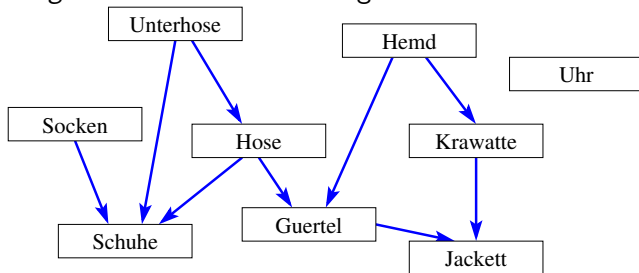 Unterhose
Hemd
Uhr
Socken
Hose
Krawatte
Guertel
Schuhe
Jackett